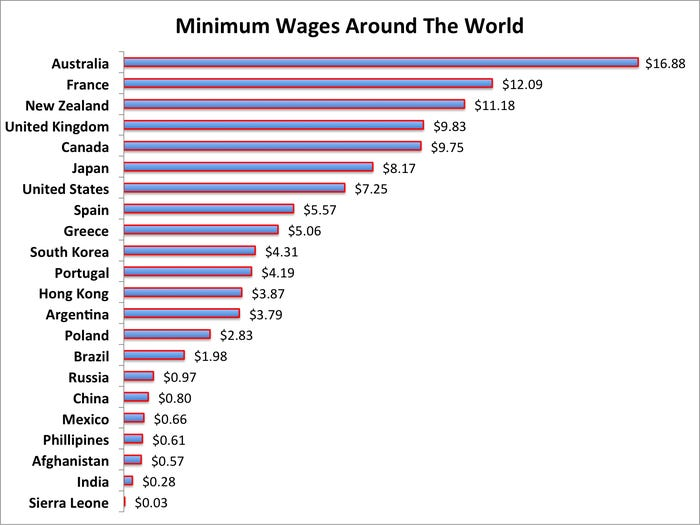 Minimum Wages Around The World
Australia $16.88
France $12.09
New Zealand $11.18
United Kingdom $9.83
Canada $9.75
Japan $8.17
United States $7.25
Spain $5.57
Greece $5.06
South Korea $4.31
Portugal $4.19
Hong Kong $3.87
Argentina $3.79
Poland $2.83
Brazil $1.98
Russia $0.97
China $0.80
Mexico $0.66
Phillipines $0.61
Afghanistan $0.57
India $0.28
Sierra Leone $0.03